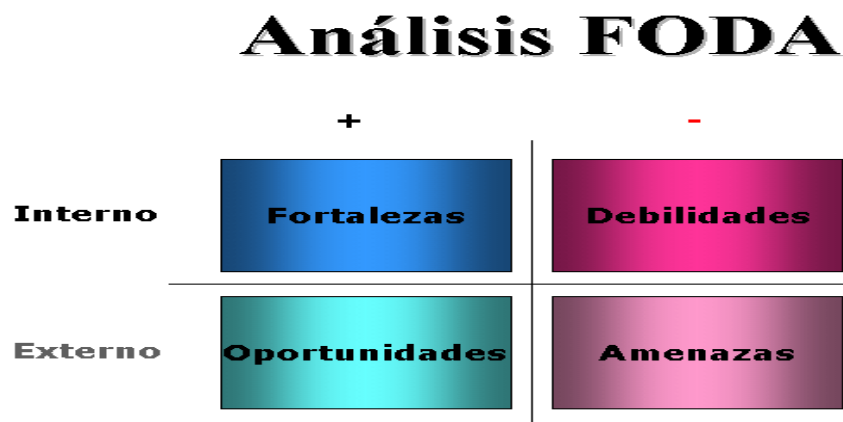 Análisis FODA
+ -
Interno Fortalezas Debilidades
Externo Oportunidades Amenazas